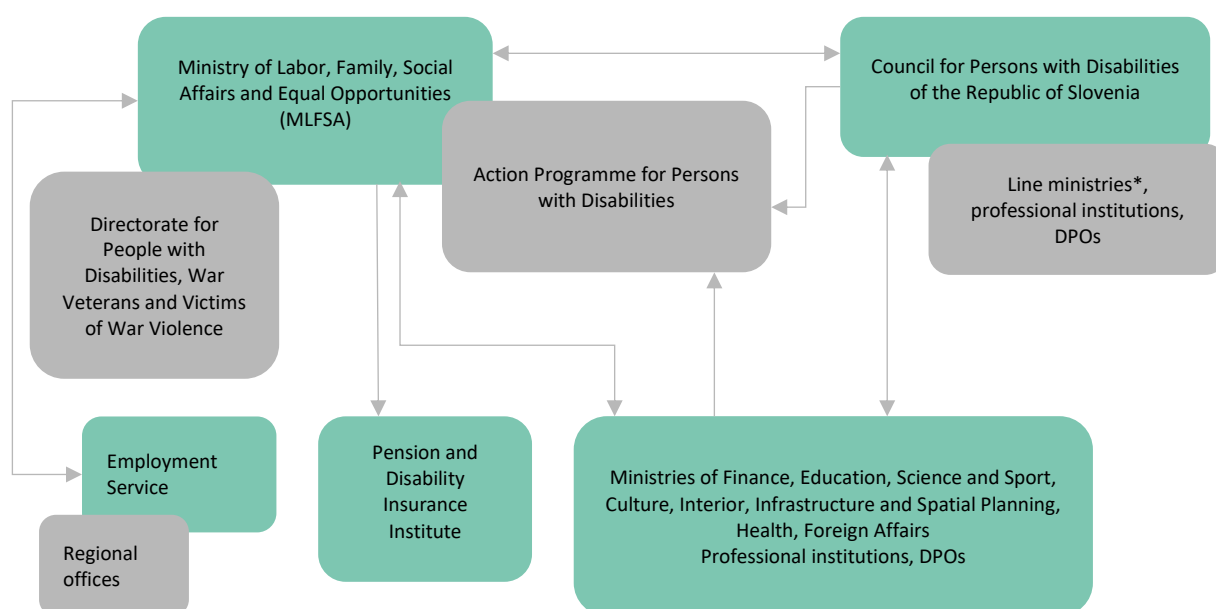 Ministry of Labor, Family, Social
Affairs and Equal Opportunities
(MLFSA)
Council for Persons with Disabilities
of the Republic of Slovenia
Action Programme for Persons
with Disabilities
Line ministries*,
professional institutions,
DPOs
Directorate for
People with
Disabilities, War
Veterans and Victims
of War Violence
Employment
Service
Regional
offices
Pension and
Disability
Insurance
Institute
Ministries of Finance, Education, Science and Sport,
Culture, Interior, Infrastructure and Spatial Planning,
Health, Foreign Affairs
Professional institutions, DPOs